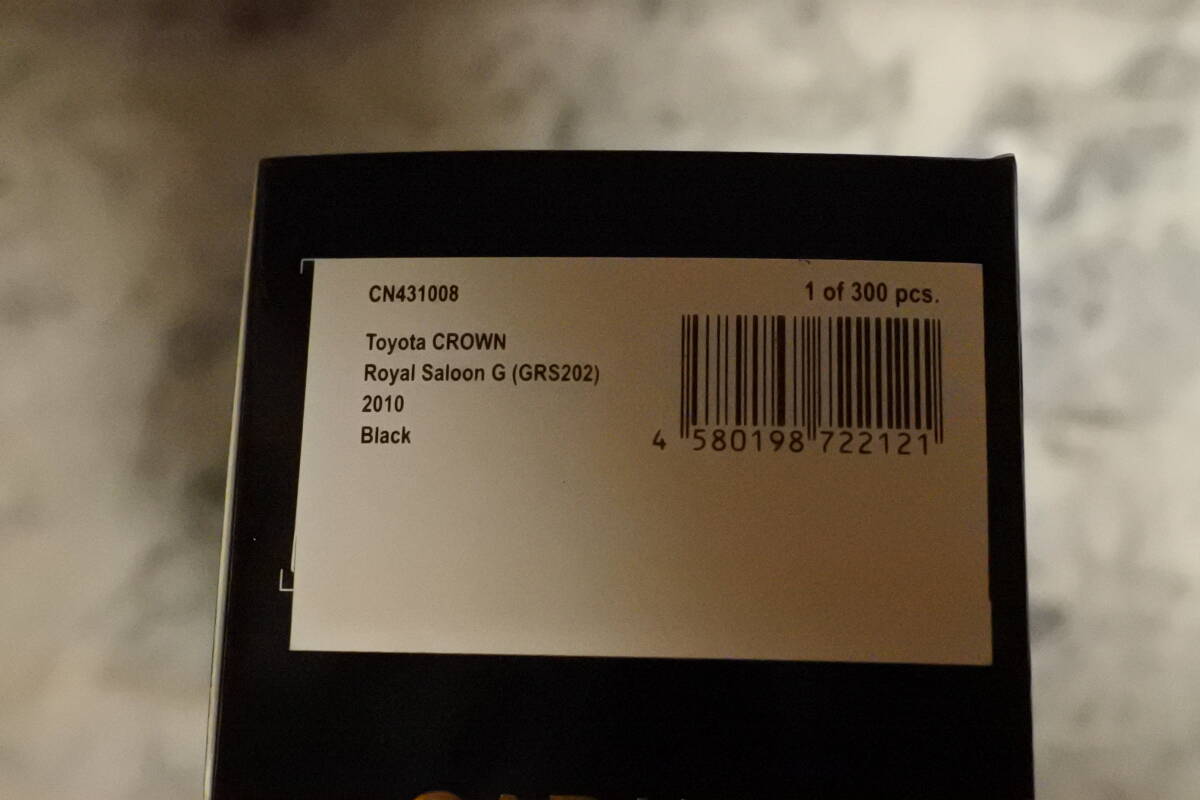 CN431008
1 of 300 pcs.
Toyota CROWN
Royal Saloon G (GRS202)
2010
Black
4 580198 722121